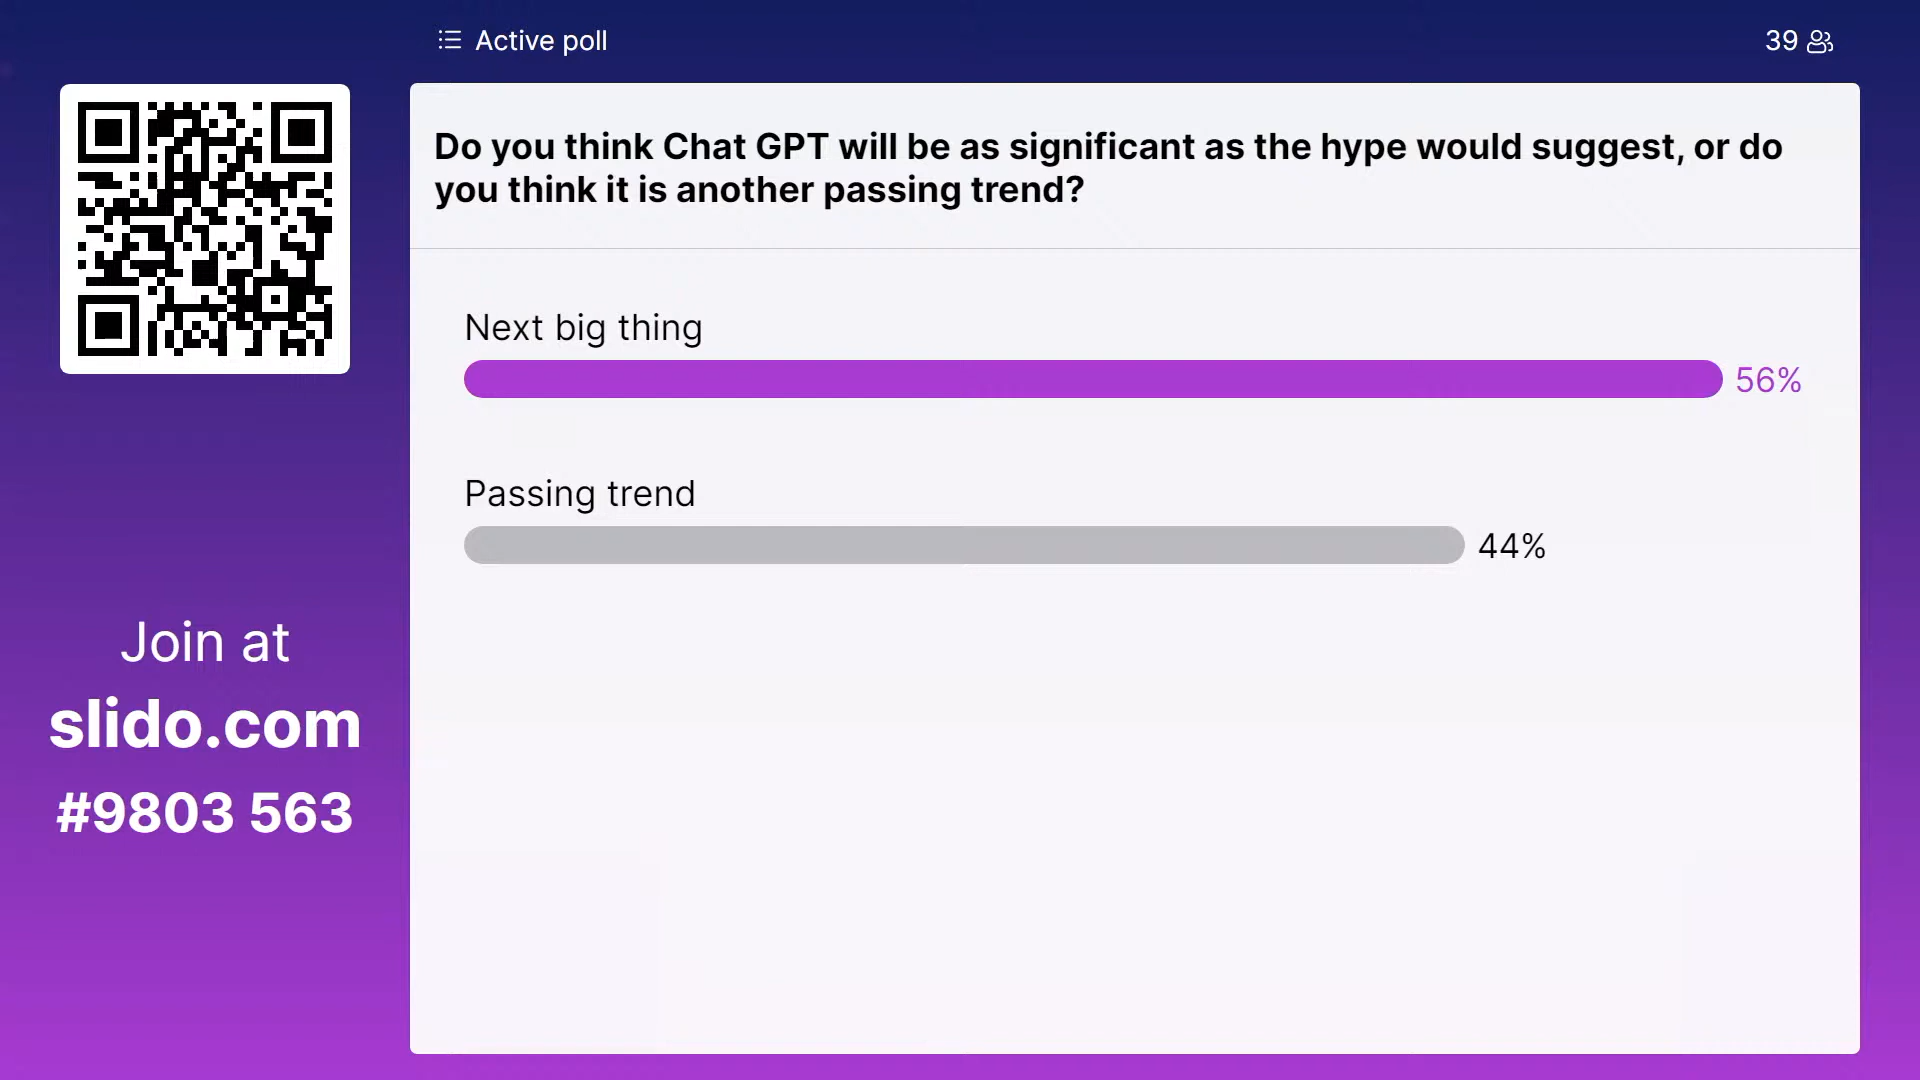 Active poll
39
Do you think Chat GPT will be as significant as the hype would suggest, or do
you think it is another passing trend?
Next big thing
56%
Passing trend
44%
Join at
slido.com
#9803 563